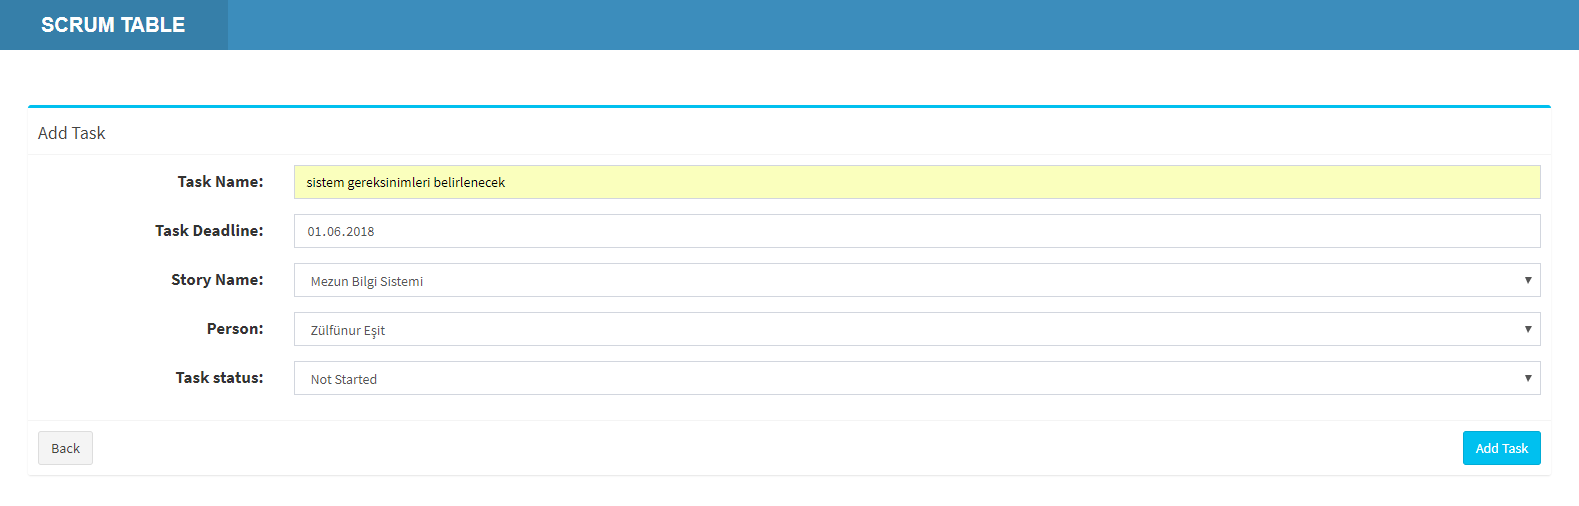 SCRUM TABLE
Add Task
Task Name: sistem gereksinimleri belirlenecek
Task Deadline: 01.06.2018
Story Name: Mezun Bilgi Sistemi
Person: Zülfünur Eşit
Task status: Not Started
Back Add Task